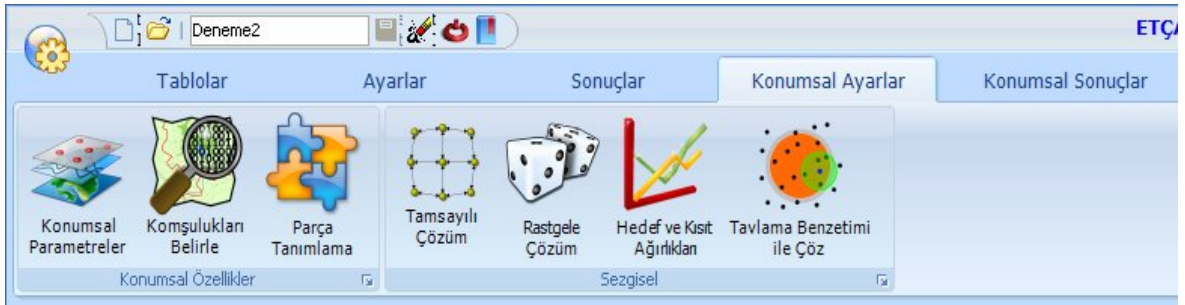 Deneme2
ETÇA
Tablolar Ayarlar Sonuçlar Konumsal Ayarlar Konumsal Sonuçlar
Konumsal Parametreler
Komşulukları Belirle
Parça Tanımlama
Tamsayılı Çözüm
Rastgele Çözüm
Hedef ve Kısıt Ağırlıkları
Tavlama Benzetimi ile Çöz
Konumsal Özellikler
Sezgisel